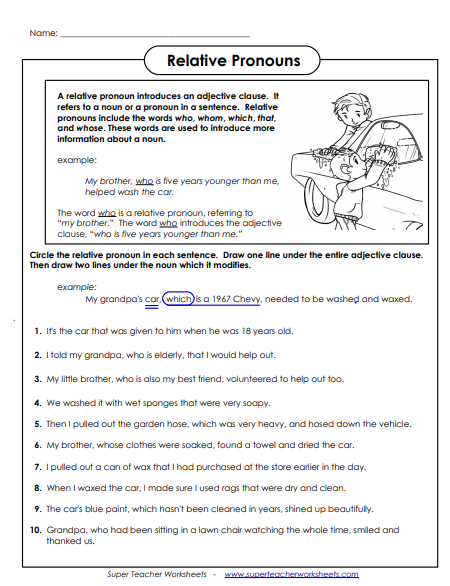 Name: ___________________________________________
Relative Pronouns
A relative pronoun introduces an adjective clause. It
refers to a noun or a pronoun in a sentence. Relative
pronouns include the words who, whom, which, that,
and whose. These words are used to introduce more
information about a noun.
example:
My brother, who is five years younger than me,
helped wash the car.
The word who is a relative pronoun, referring to
"my brother." The word who introduces the adjective
clause, "who is five years younger than me."
Circle the relative pronoun in each sentence. Draw one line under the entire adjective clause.
Then draw two lines under the noun which it modifies.
example:
My grandpa's car, which is a 1967 Chevy, needed to be washed and waxed.
1. It's the car that was given to him when he was 18 years old.
2. I told my grandpa, who is elderly, that I would help out.
3. My little brother, who is also my best friend, volunteered to help out too.
4. We washed it with wet sponges that were very soapy.
5. Then I pulled out the garden hose, which was very heavy, and hosed down the vehicle.
6. My brother, whose clothes were soaked, found a towel and dried the car.
7. I pulled out a can of wax that I had purchased at the store earlier in the day.
8. When I waxed the car, I made sure I used rags that were dry and clean.
9. The car's blue paint, which hasn't been cleaned in years, shined up beautifully.
10. Grandpa, who had been sitting in a lawn chair watching the whole time, smiled and
thanked us.
Super Teacher Worksheets - www.superteacherworksheets.com